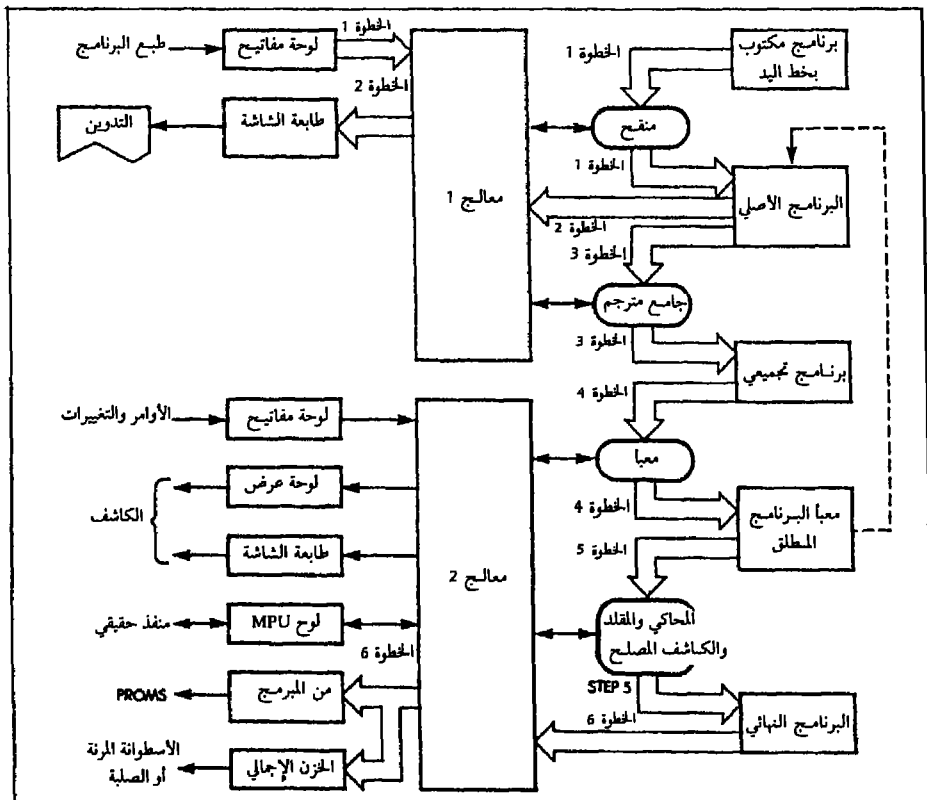 برنامج مكتوب
بخط اليد
الخطوة 1
لوحة مفاتيح
طبع البرنامج
الخطوة 1
الخطوة 2
طابعة الشاشة
التدوين
منقح
الخطوة 1
البرنامج الأصلي
معالج 1
الخطوة 2
الخطوة 3
جامع مترجم
الخطوة 3
برنامج تجميعي
الخطوة 4
لوحة مفاتيح
الأوامر والتغييرات
معبا
لوحة عرض
الكاشف
الخطوة 4
معبأ البرنامج
المطلق
طابعة الشاشة
الخطوة 5
معالج 2
المحاكي والمقلد
والكاشف المصلح
لوح MPU
منفذ حقيقي
الخطوة 6
STEP 5
من المبرمج
PROMS
الخطوة 6
البرنامج النهائي
الخزن الإجمالي
الأسطوانة المرنة
أو الصلبة